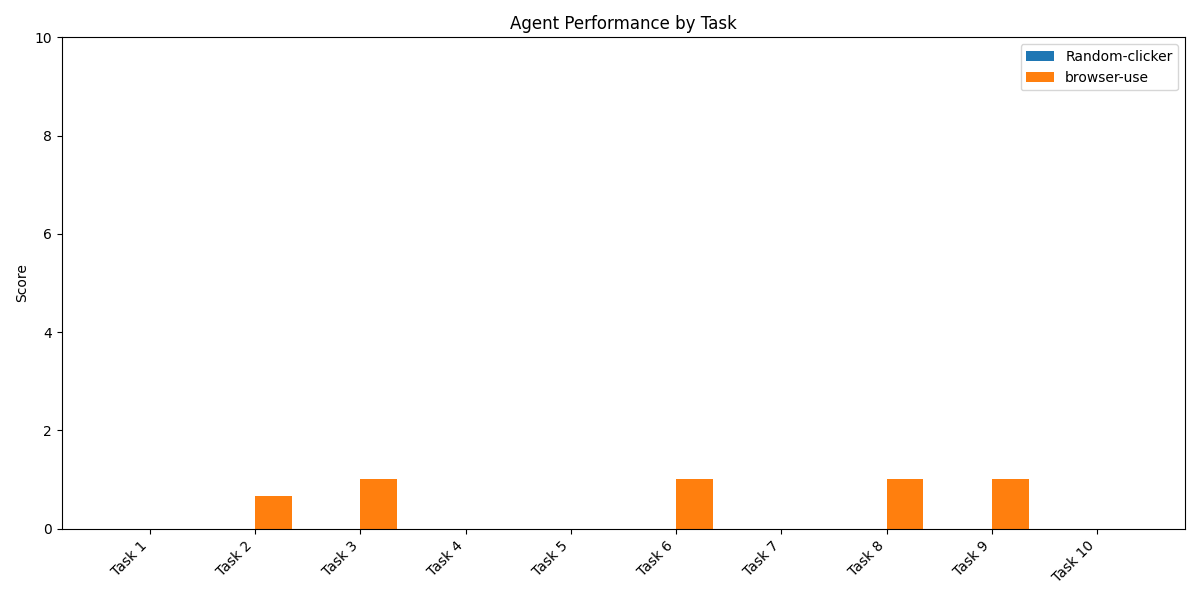 Agent Performance by Task
Random-clicker
browser-use
Score
10
8
6
4
2
0
Task 1
Task 2
Task 3
Task 4
Task 5
Task 6
Task 7
Task 8
Task 9
Task 10